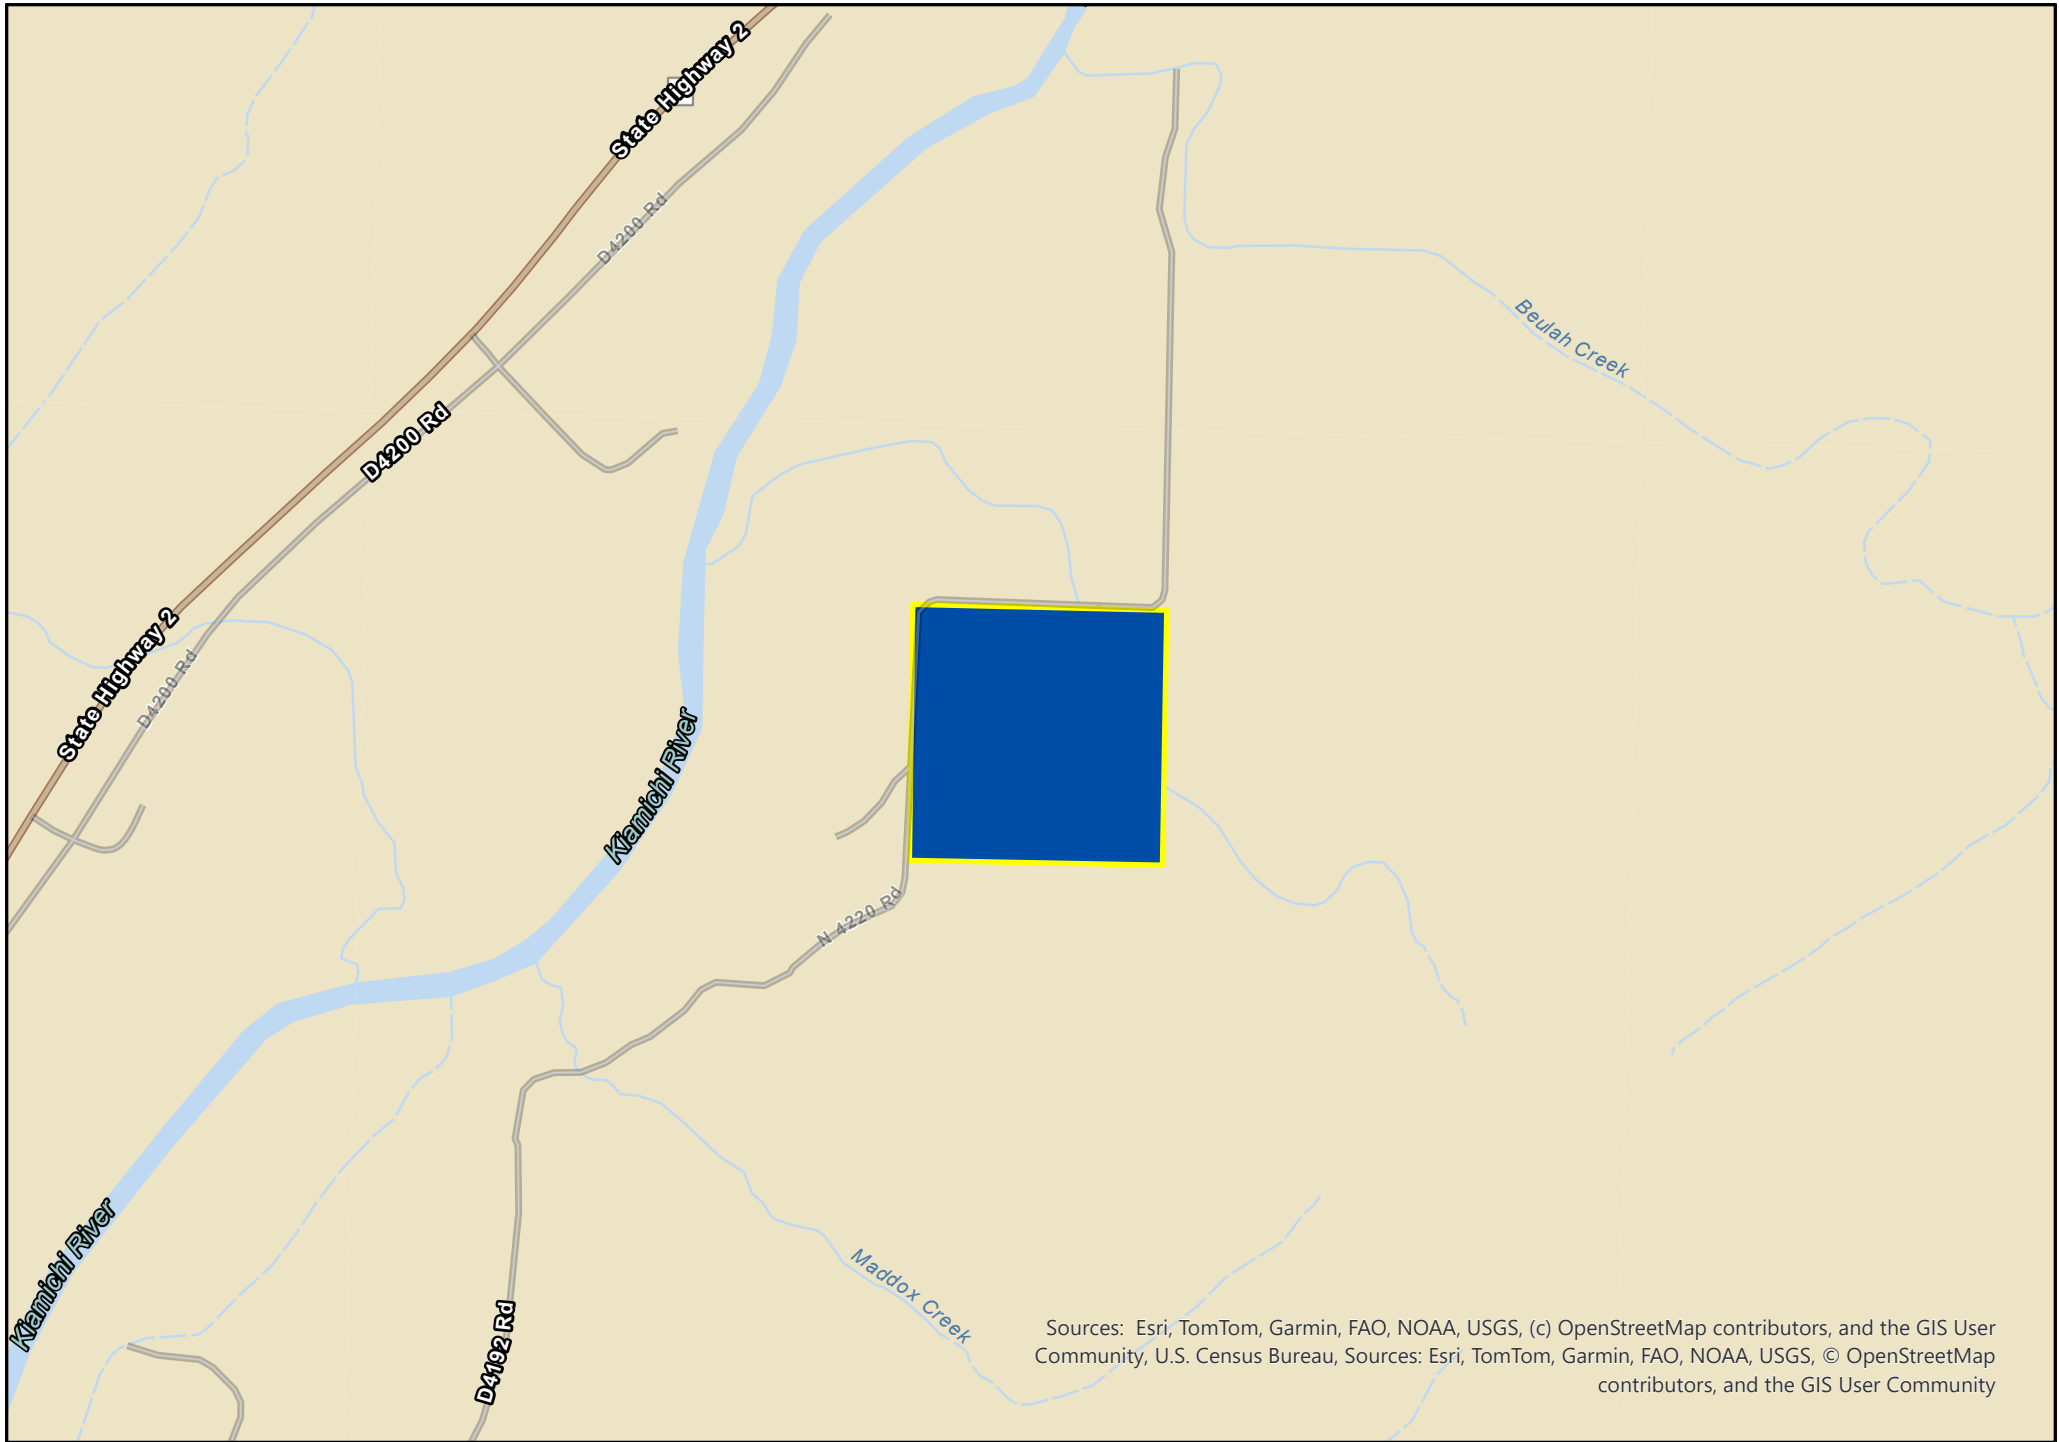 State Highway 2
D4200 Rd
Beulah Creek
D4200 Rd
State Highway 2
D4200 Rd
Kiamichi River
N 4220 Rd
Kiamichi River
Maddox Creek
D4192 Rd
Sources: Esri, TomTom, Garmin, FAO, NOAA, USGS, (c) OpenStreetMap contributors, and the GIS User
Community, U.S. Census Bureau, Sources: Esri, TomTom, Garmin, FAO, NOAA, USGS, © OpenStreetMap
contributors, and the GIS User Community